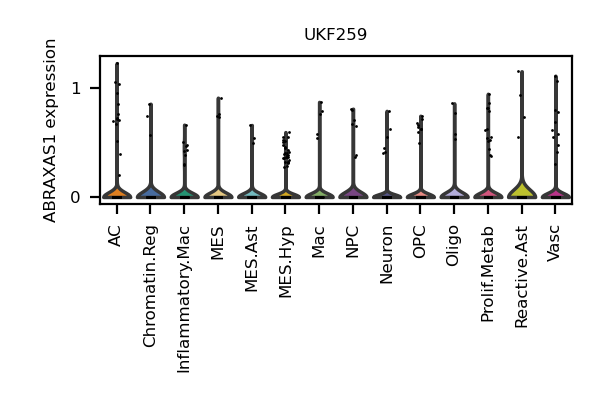 UKF259
ABRAXAS1 expression
1
0
AC
Chromatin.Reg
Inflammatory.Mac
MES
MES.Ast
MES.Hyp
Mac
NPC
Neuron
OPC
Oligo
Prolif.Metab
Reactive.Ast
Vasc